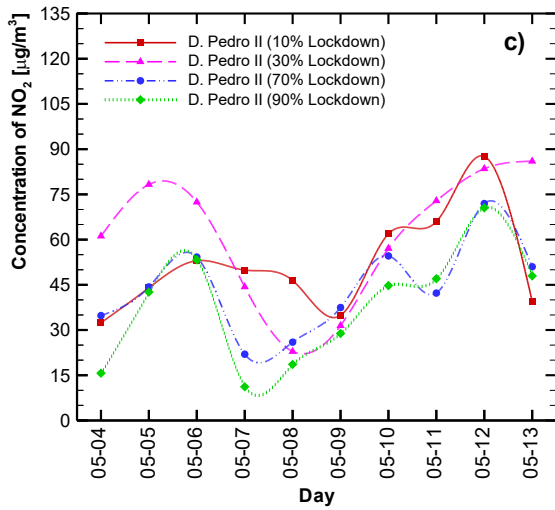 135
120
105
90
75
60
45
30
15
0
Concentration of NO₂ [µg/m³]
c)
D. Pedro II (10% Lockdown)
D. Pedro II (30% Lockdown)
D. Pedro II (70% Lockdown)
D. Pedro II (90% Lockdown)
05-04
05-05
05-06
05-07
05-08
05-09
05-10
05-11
05-12
05-13
Day